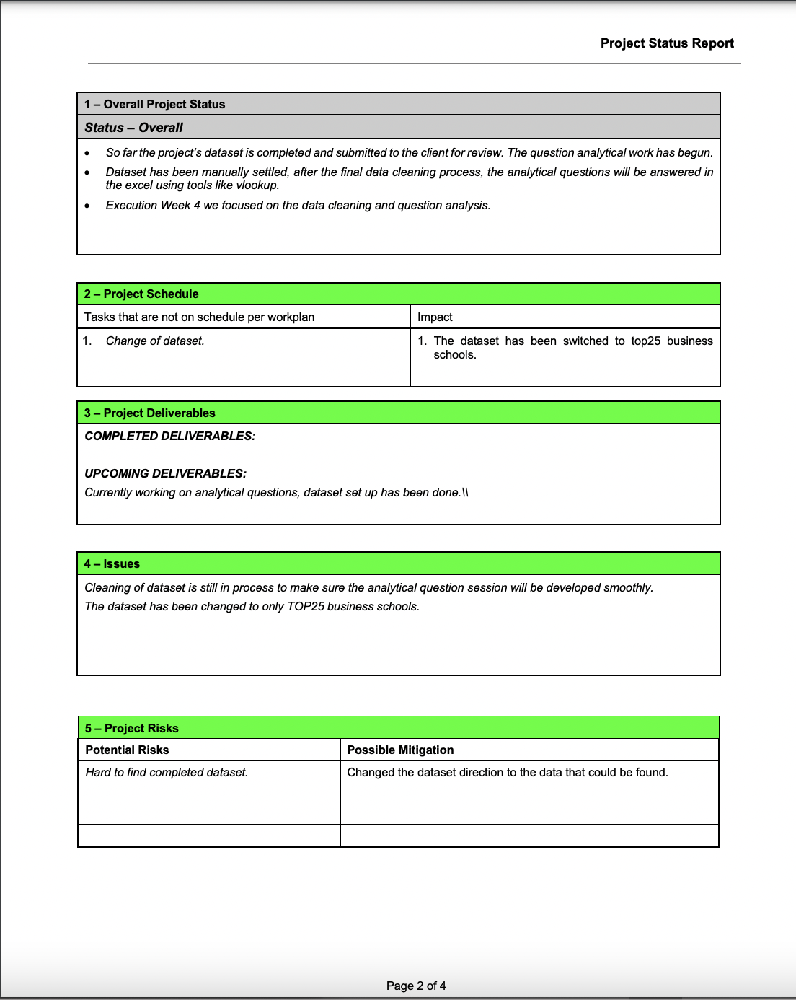 Project Status Report
1 – Overall Project Status
Status – Overall
• So far the project's dataset is completed and submitted to the client for review. The question analytical work has begun.
• Dataset has been manually settled, after the final data cleaning process, the analytical questions will be answered in
the excel using tools like vlookup.
• Execution Week 4 we focused on the data cleaning and question analysis.
2 – Project Schedule
Tasks that are not on schedule per workplan
Impact
1. Change of dataset.
1. The dataset has been switched to top25 business
schools.
3 – Project Deliverables
COMPLETED DELIVERABLES:
UPCOMING DELIVERABLES:
Currently working on analytical questions, dataset set up has been done.\\
4 – Issues
Cleaning of dataset is still in process to make sure the analytical question session will be developed smoothly.
The dataset has been changed to only TOP25 business schools.
5 – Project Risks
Potential Risks
Possible Mitigation
Hard to find completed dataset.
Changed the dataset direction to the data that could be found.
Page 2 of 4